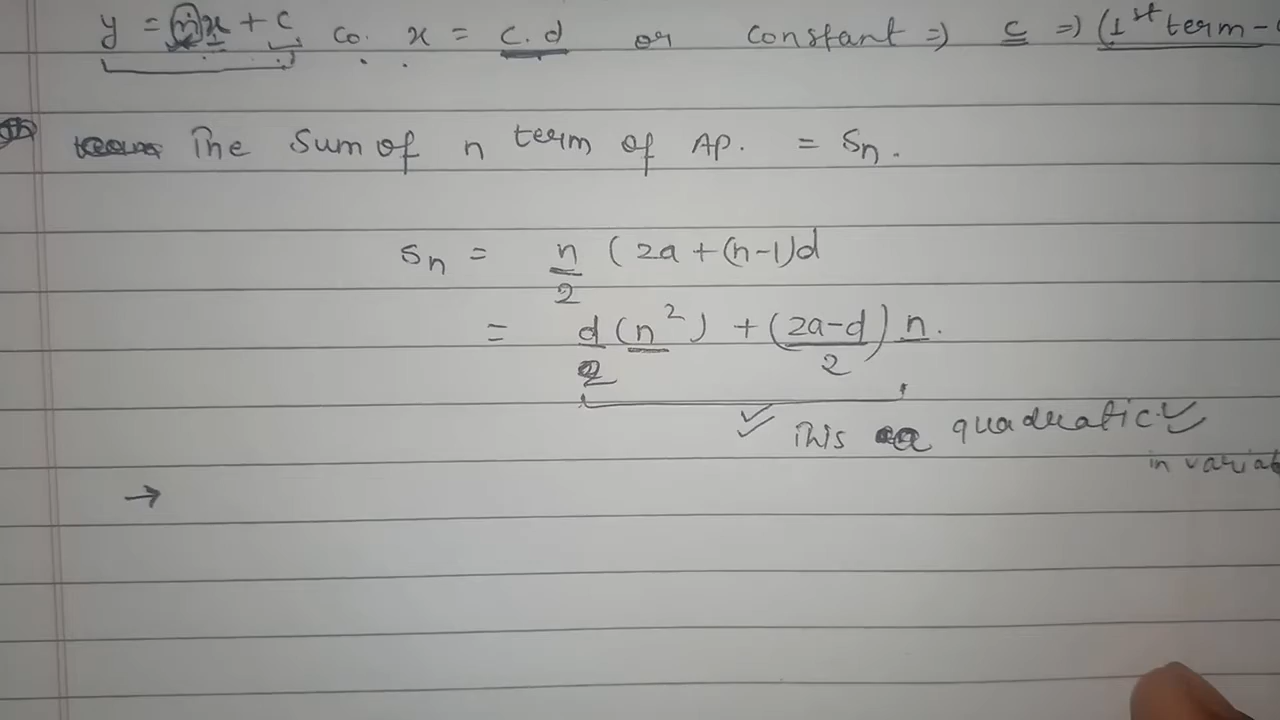 y = mx + c co. x = c.d or constant => c => (1st term -
The Sum of n term of AP. = Sn.
Sn = n/2 (2a + (n-1)d
= d/2 (n²) + (2a-d)/2 n.
✓ This quadratic ✓
in variab
→